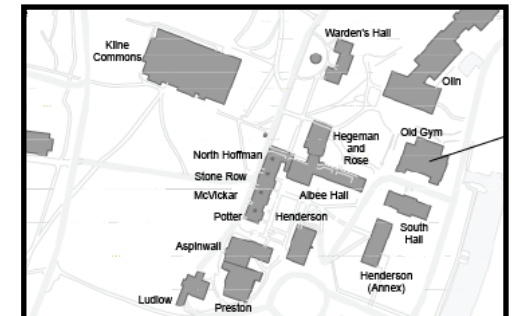 Warden's Hall
Kline
Commons
Olin
Old Gym
Hegeman
and
Rose
North Hoffman
Stone Row
McVickar
Albee Hall
Potter
Henderson
South
Hall
Aspinwall
Henderson
(Annex)
Ludlow
Preston